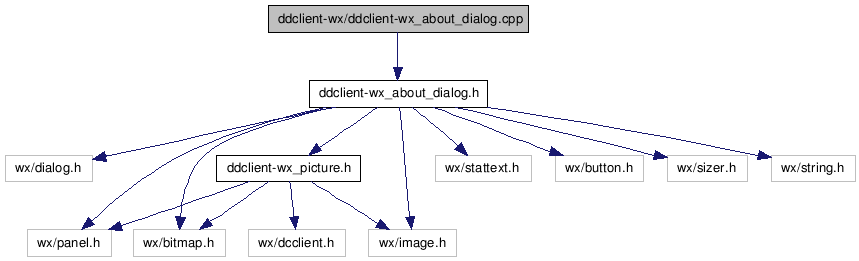 ddclient-wx/ddclient-wx_about_dialog.cpp
ddclient-wx_about_dialog.h
wx/dialog.h
ddclient-wx_picture.h
wx/stattext.h
wx/button.h
wx/sizer.h
wx/string.h
wx/panel.h
wx/bitmap.h
wx/dcclient.h
wx/image.h